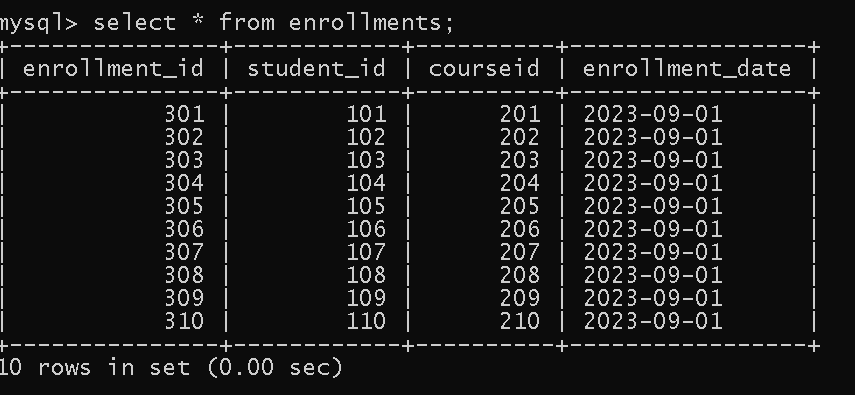 mysql> select * from enrollments;
+---------------+------------+----------+-----------------+
| enrollment_id | student_id | courseid | enrollment_date |
+---------------+------------+----------+-----------------+
|           301 |        101 |      201 | 2023-09-01      |
|           302 |        102 |      202 | 2023-09-01      |
|           303 |        103 |      203 | 2023-09-01      |
|           304 |        104 |      204 | 2023-09-01      |
|           305 |        105 |      205 | 2023-09-01      |
|           306 |        106 |      206 | 2023-09-01      |
|           307 |        107 |      207 | 2023-09-01      |
|           308 |        108 |      208 | 2023-09-01      |
|           309 |        109 |      209 | 2023-09-01      |
|           310 |        110 |      210 | 2023-09-01      |
+---------------+------------+----------+-----------------+
10 rows in set (0.00 sec)